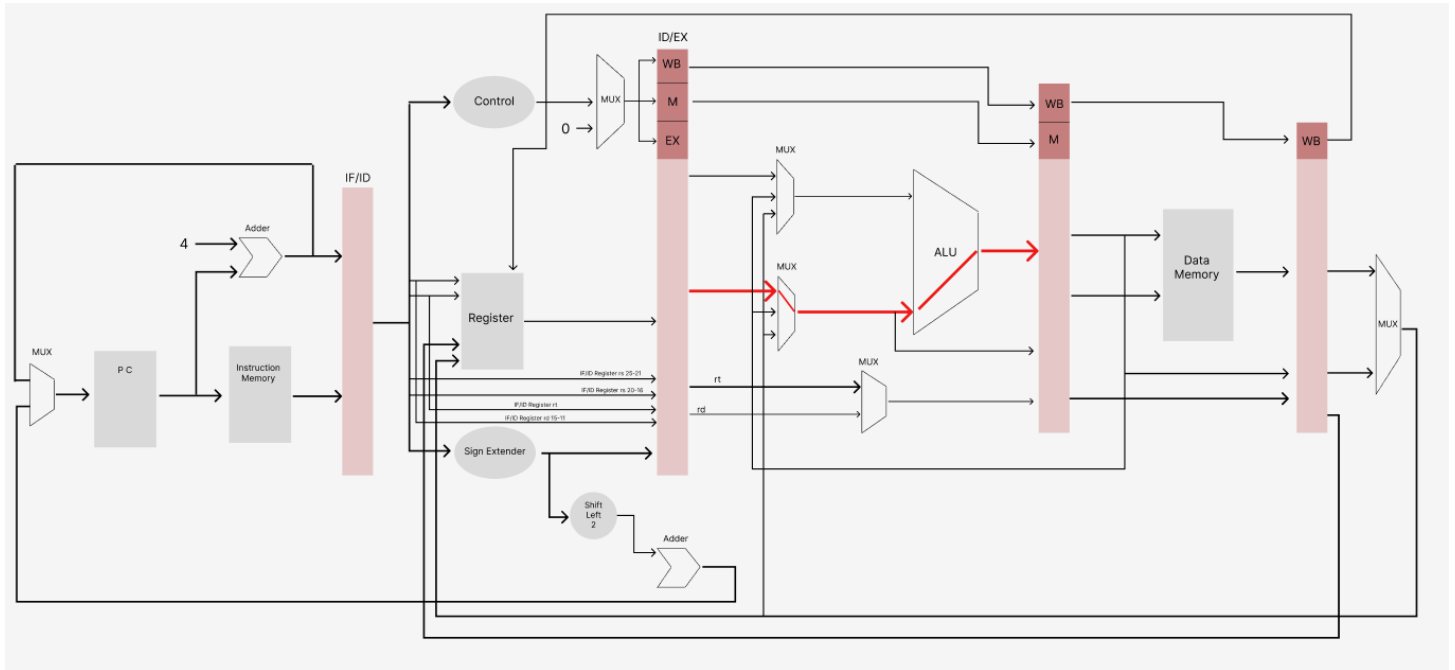 ID/EX
WB
M
EX
Control
MUX
0
WB
M
WB
IF/ID
MUX
Adder
4
MUX
ALU
Data
Memory
Register
MUX
MUX
P C
Instruction
Memory
MUX
IF/ID Register rs 25-21
IF/ID Register rs 20-16
IF/ID Register rt
IF/ID Register rd 15-11
rt
rd
MUX
Sign Extender
Shift
Left
2
Adder